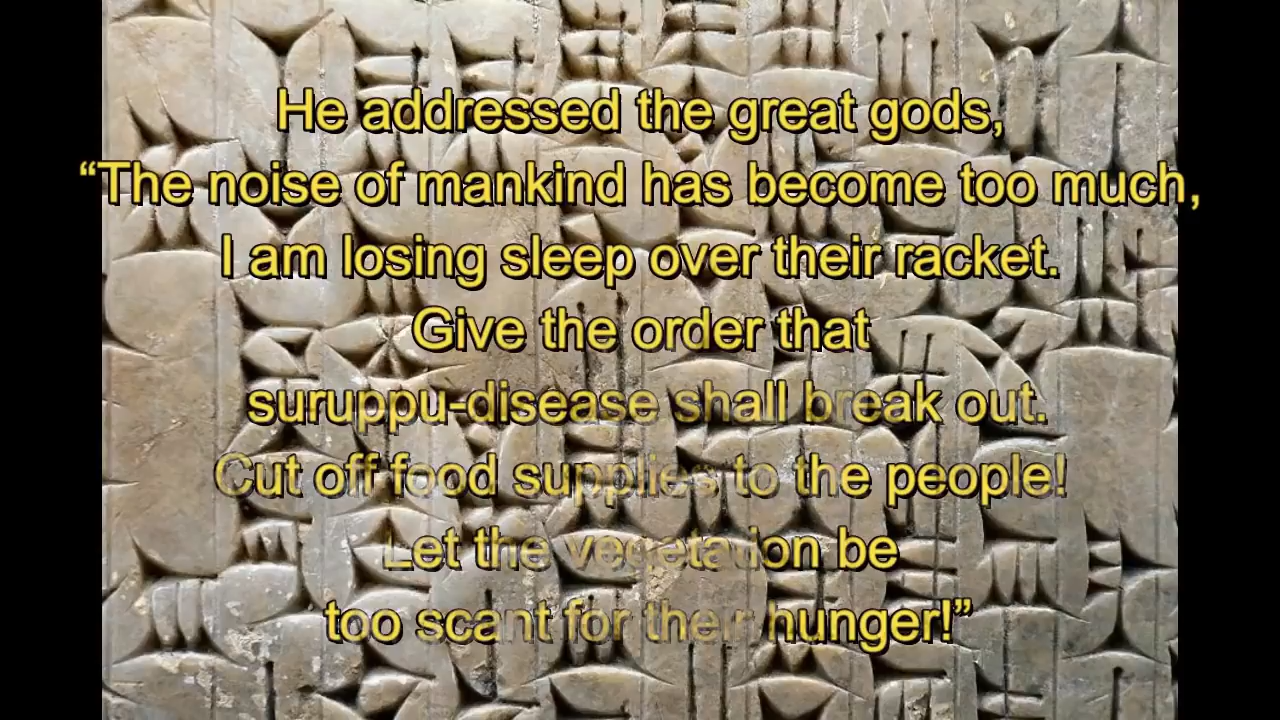 He addressed the great gods,
“The noise of mankind has become too much,
I am losing sleep over their racket.
Give the order that
suruppu-disease shall break out.
Cut off food supplies to the people!
Let the vegetation be
too scant for their hunger!”